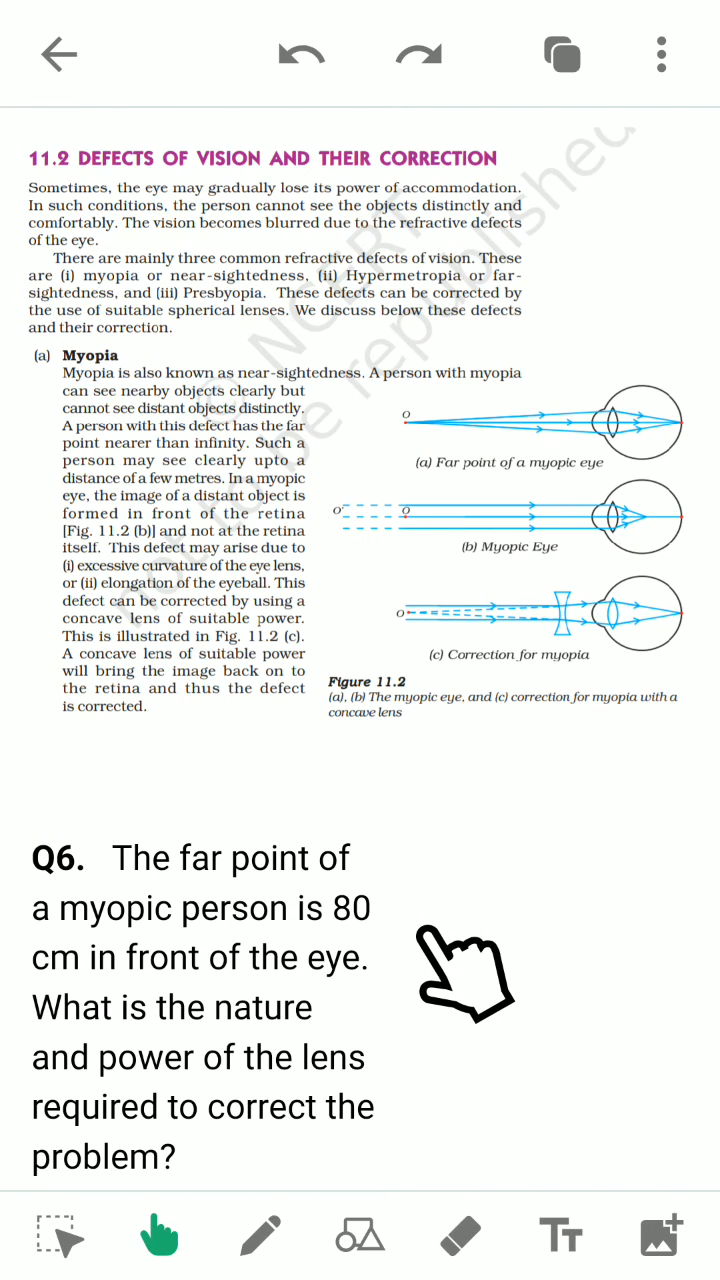 11.2 DEFECTS OF VISION AND THEIR CORRECTION
Sometimes, the eye may gradually lose its power of accommodation.
In such conditions, the person cannot see the objects distinctly and
comfortably. The vision becomes blurred due to the refractive defects
of the eye.
There are mainly three common refractive defects of vision. These
are (i) myopia or near-sightedness, (ii) Hypermetropia or far-
sightedness, and (iii) Presbyopia. These defects can be corrected by
the use of suitable spherical lenses. We discuss below these defects
and their correction.
(a) Myopia
Myopia is also known as near-sightedness. A person with myopia
can see nearby objects clearly but
cannot see distant objects distinctly.
A person with this defect has the far
point nearer than infinity. Such a
person may see clearly upto a
distance of a few metres. In a myopic
eye, the image of a distant object is
formed in front of the retina
[Fig. 11.2 (b)] and not at the retina
itself. This defect may arise due to
(i) excessive curvature of the eye lens,
or (ii) elongation of the eyeball. This
defect can be corrected by using a
concave lens of suitable power.
This is illustrated in Fig. 11.2 (c).
A concave lens of suitable power
will bring the image back on to
the retina and thus the defect
is corrected.
O
(a) Far point of a myopic eye
O' O
(b) Myopic Eye
O
(c) Correction for myopia
Figure 11.2
(a), (b) The myopic eye, and (c) correction for myopia with a
concave lens
© NCERT
not to be republished
Q6. The far point of
a myopic person is 80
cm in front of the eye.
What is the nature
and power of the lens
required to correct the
problem?
TT